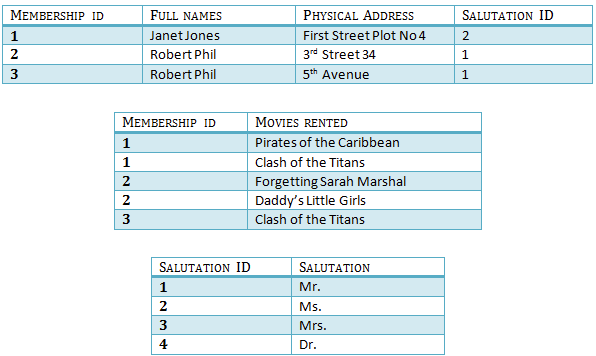 MEMBERSHIP ID FULL NAMES PHYSICAL ADDRESS SALUTATION ID
1 Janet Jones First Street Plot No 4 2
2 Robert Phil 3rd Street 34 1
3 Robert Phil 5th Avenue 1
MEMBERSHIP ID MOVIES RENTED
1 Pirates of the Caribbean
1 Clash of the Titans
2 Forgetting Sarah Marshal
2 Daddy's Little Girls
3 Clash of the Titans
SALUTATION ID SALUTATION
1 Mr.
2 Ms.
3 Mrs.
4 Dr.